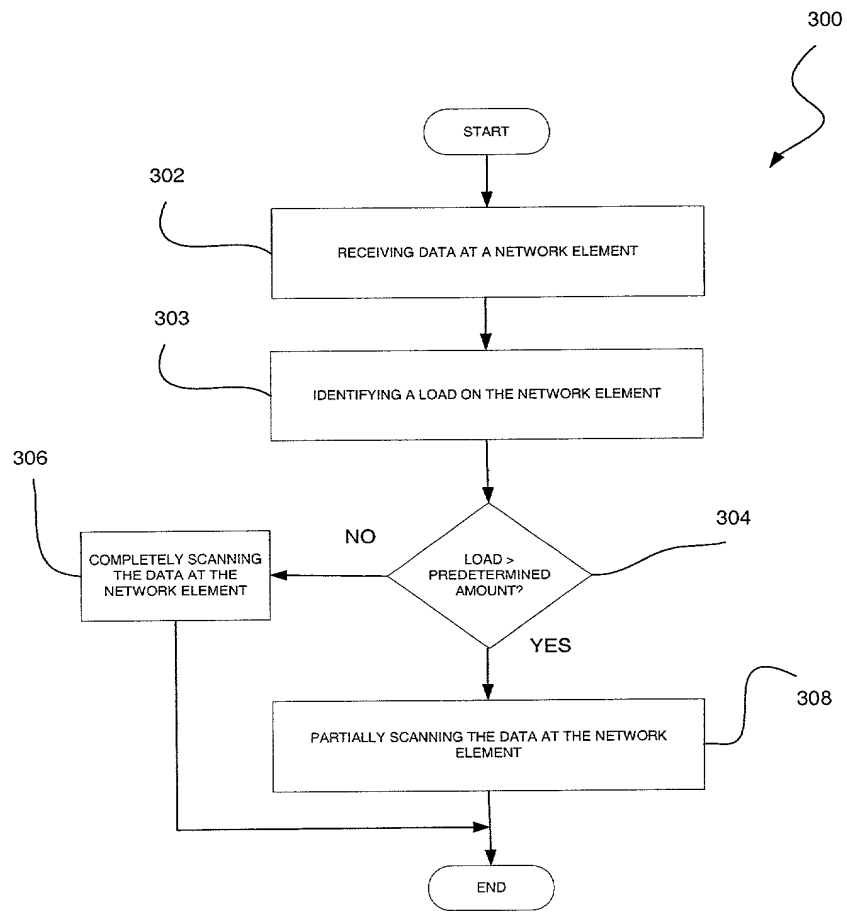 300
START
302
RECEIVING DATA AT A NETWORK ELEMENT
303
IDENTIFYING A LOAD ON THE NETWORK ELEMENT
306
304
NO
LOAD >
PREDETERMINED
AMOUNT?
COMPLETELY SCANNING
THE DATA AT THE
NETWORK ELEMENT
YES
308
PARTIALLY SCANNING THE DATA AT THE NETWORK
ELEMENT
END